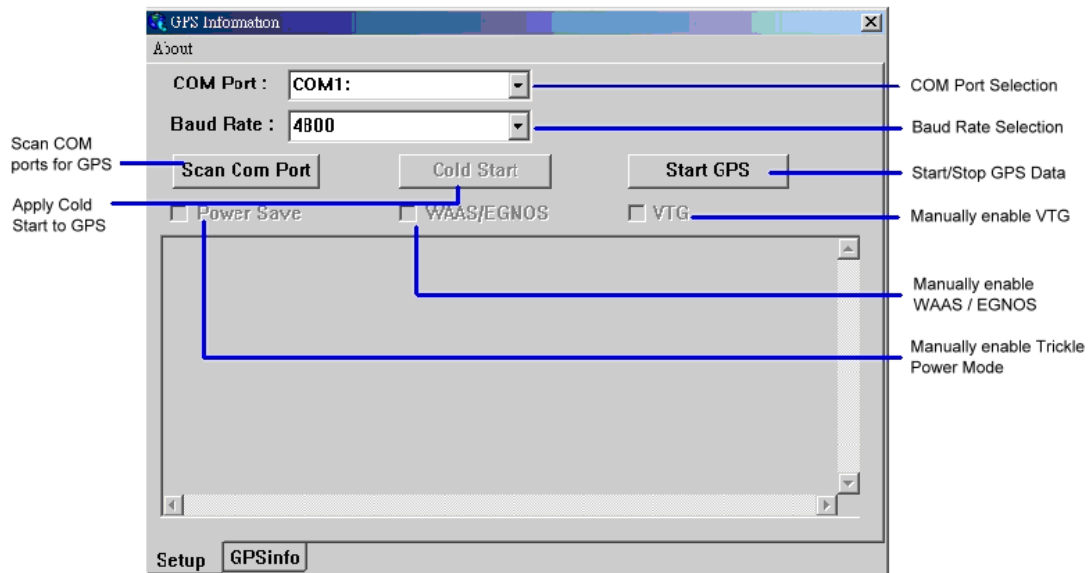 GPS Information
About
COM Port :
COM1:
COM Port Selection
Baud Rate :
4800
Baud Rate Selection
Scan COM
ports for GPS
Scan Com Port
Cold Start
Start GPS
Start/Stop GPS Data
Apply Cold
Start to GPS
Power Save
WAAS/EGNOS
VTG
Manually enable VTG
Manually enable
WAAS / EGNOS
Manually enable Trickle
Power Mode
Setup
GPSinfo